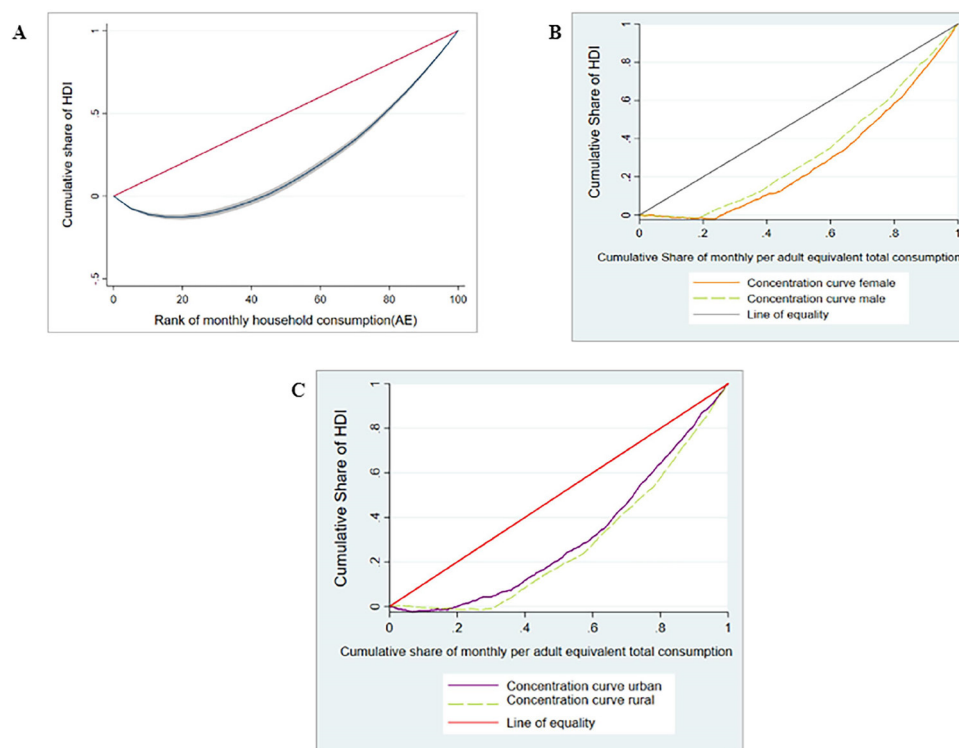 A
Cumulative share of HDI
1
.5
0
-.5
0 20 40 60 80 100
Rank of monthly household consumption(AE)
B
Cumulative Share of HDI
1
.8
.6
.4
.2
0
0 .2 .4 .6 .8 1
Cumulative Share of monthly per adult equivalent total consumption
Concentration curve female
Concentration curve male
Line of equality
C
Cumulative Share of HDI
1
.8
.6
.4
.2
0
0 .2 .4 .6 .8 1
Cumulative share of monthly per adult equivalent total consumption
Concentration curve urban
Concentration curve rural
Line of equality